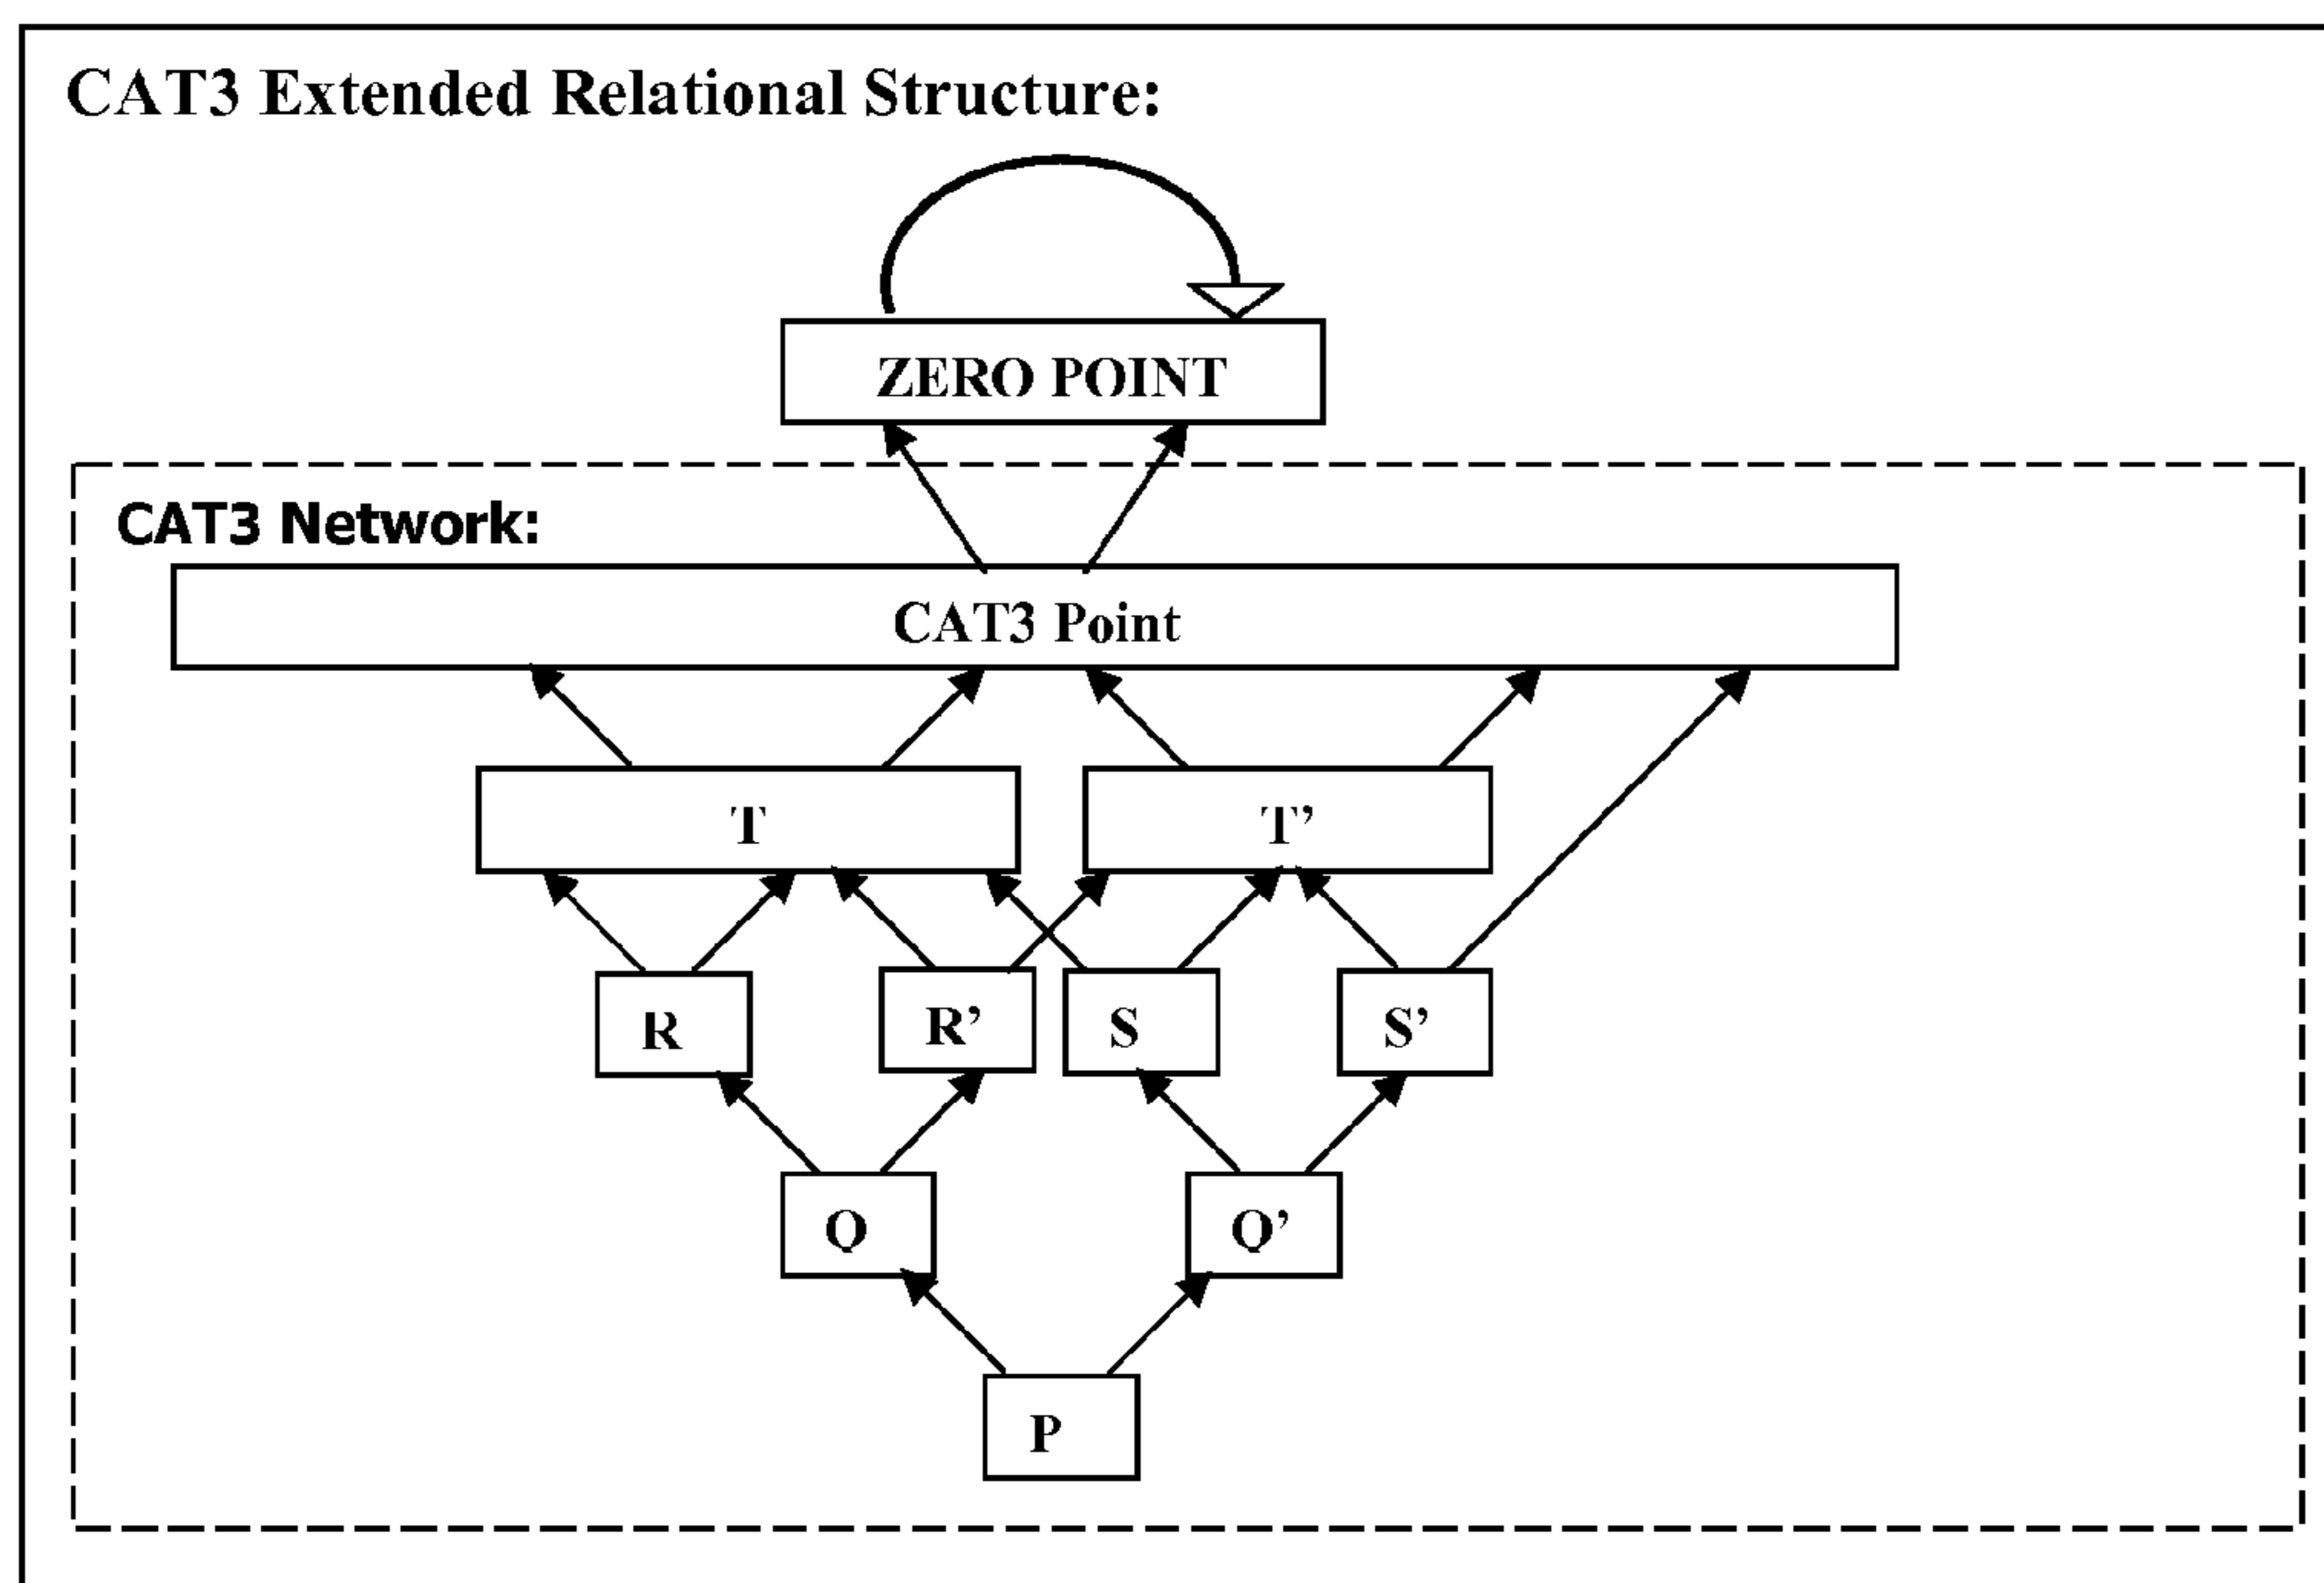 CAT3 Extended Relational Structure:
ZERO POINT
CAT3 Network:
CAT3 Point
T T’
R R’ S S’
Q Q’
P